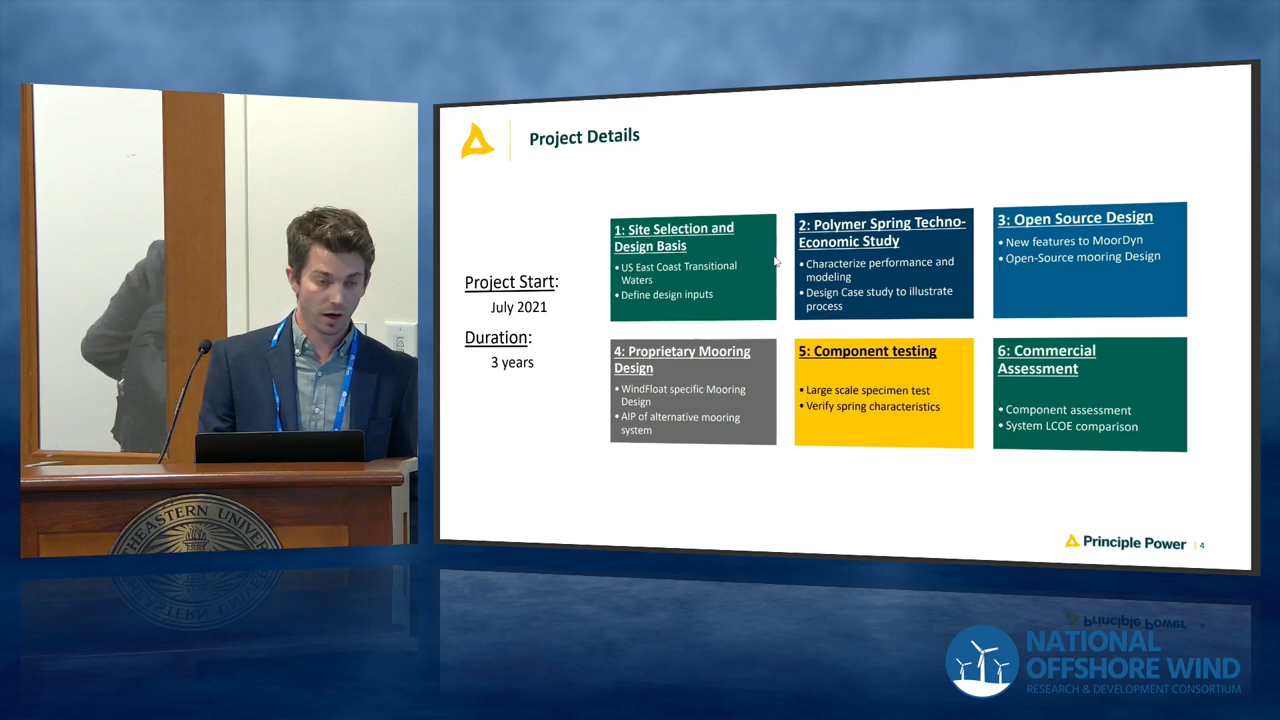 Project Details
Project Start:
July 2021
Duration:
3 years
1: Site Selection and
Design Basis
• US East Coast Transitional
Waters
• Define design inputs
2: Polymer Spring Techno-
Economic Study
• Characterize performance and
modeling
• Design Case study to illustrate
process
3: Open Source Design
• New features to MoorDyn
• Open-Source mooring Design
4: Proprietary Mooring
Design
• WindFloat specific Mooring
Design
• AIP of alternative mooring
system
5: Component testing
• Large scale specimen test
• Verify spring characteristics
6: Commercial
Assessment
• Component assessment
• System LCOE comparison
Principle Power | 4
HEASTERN UNIVE
NATIONAL
OFFSHORE WIND
RESEARCH & DEVELOPMENT CONSORTIUM